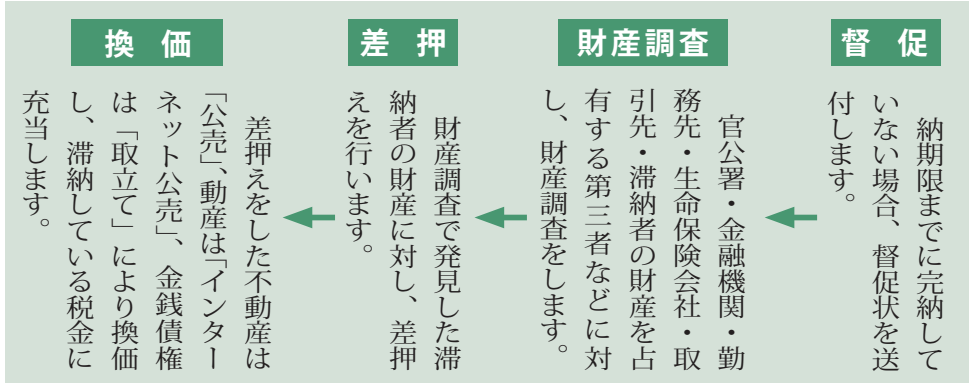 督促
納期限までに完納して
いない場合、督促状を送
付します。
財産調査
官公署・金融機関・勤
務先・生命保険会社・取
引先・滞納者の財産を占
有する第三者などに対
し、財産調査をします。
差押
財産調査で発見した滞
納者の財産に対し、差押
えを行います。
換価
差押えをした不動産は
「公売」、動産は「インター
ネット公売」、金銭債権
は「取立て」により換価
し、滞納している税金に
充当します。